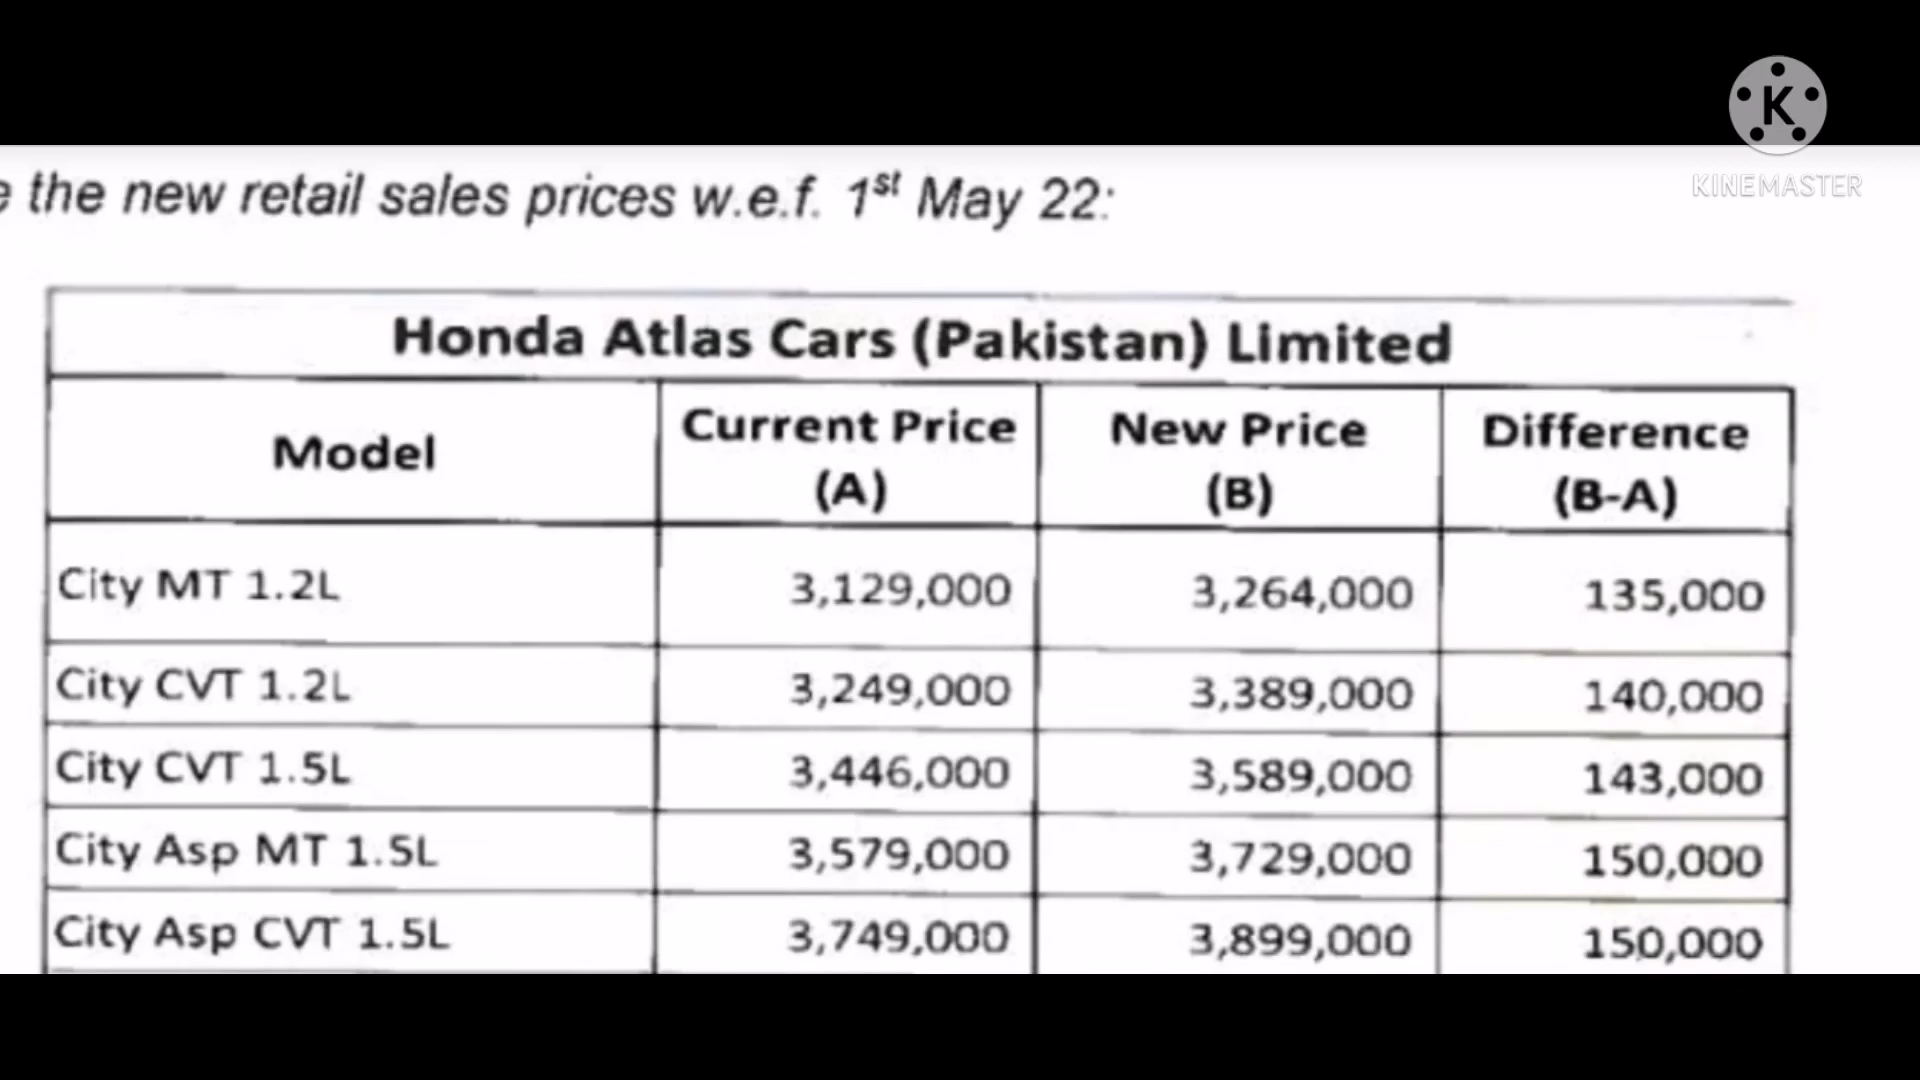 K
KINEMASTER
the new retail sales prices w.e.f. 1st May 22:
Honda Atlas Cars (Pakistan) Limited
Model Current Price (A) New Price (B) Difference (B-A)
City MT 1.2L 3,129,000 3,264,000 135,000
City CVT 1.2L 3,249,000 3,389,000 140,000
City CVT 1.5L 3,446,000 3,589,000 143,000
City Asp MT 1.5L 3,579,000 3,729,000 150,000
City Asp CVT 1.5L 3,749,000 3,899,000 150,000